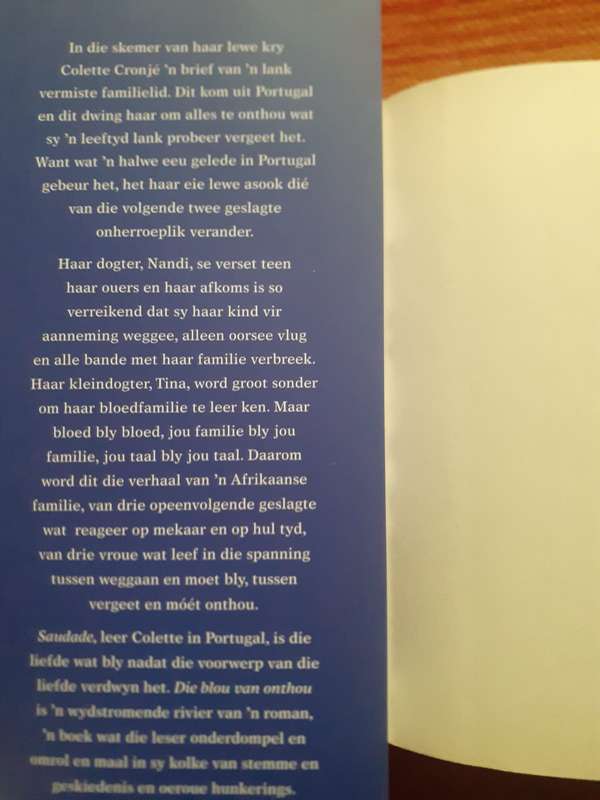 In die skemer van haar lewe kry
Colette Cronjé ’n brief van ’n lank
vermiste familielid. Dit kom uit Portugal
en dit dwing haar om alles te onthou wat
sy ’n leeftyd lank probeer vergeet het.
Want wat ’n halwe eeu gelede in Portugal
gebeur het, het haar eie lewe asook dié
van die volgende twee geslagte
onherroeplik verander.
Haar dogter, Nandi, se verset teen
haar ouers en haar afkoms is so
verreikend dat sy haar kind vir
aanneming weggee, alleen oorsee vlug
en alle bande met haar familie verbreek.
Haar kleindogter, Tina, word groot sonder
om haar bloedfamilie te leer ken. Maar
bloed bly bloed, jou familie bly jou
familie, jou taal bly jou taal. Daarom
word dit die verhaal van ’n Afrikaanse
familie, van drie opeenvolgende geslagte
wat reageer op mekaar en op hul tyd,
van drie vroue wat leef in die spanning
tussen weggaan en moet bly, tussen
vergeet en móét onthou.
Saudade, leer Colette in Portugal, is die
liefde wat bly nadat die voorwerp van die
liefde verdwyn het. Die blou van onthou
is ’n wydstromende rivier van ’n roman,
’n boek wat die leser onderdompel en
omrol en maal in sy kolke van stemme en
geskiedenis en oeroue hunkerings.